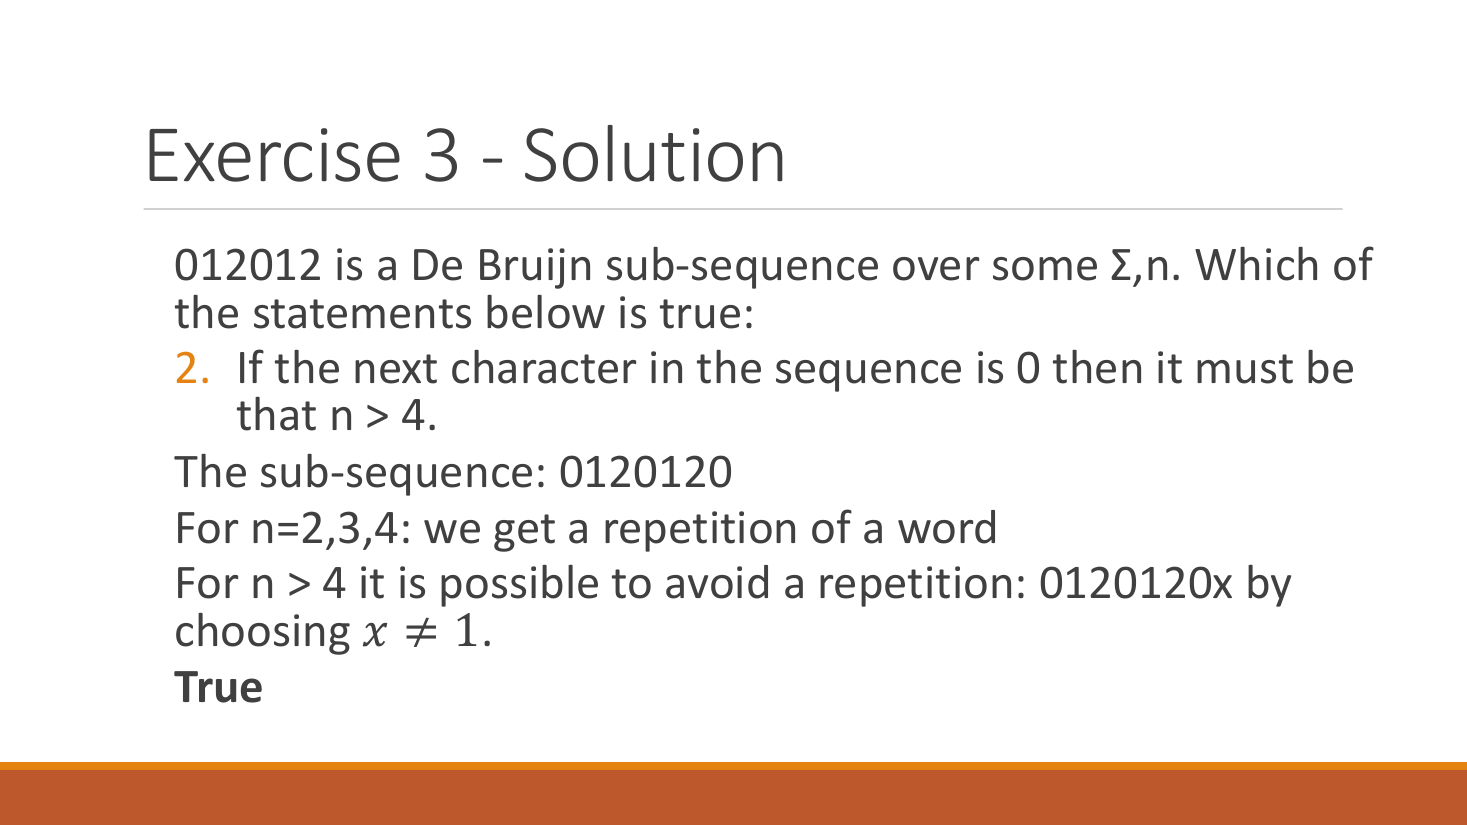 Exercise 3 - Solution
012012 is a De Bruijn sub-sequence over some Σ,n. Which of
the statements below is true:
2. If the next character in the sequence is 0 then it must be
that n > 4.
The sub-sequence: 0120120
For n=2,3,4: we get a repetition of a word
For n > 4 it is possible to avoid a repetition: 0120120x by
choosing 𝑥 ≠ 1.
True